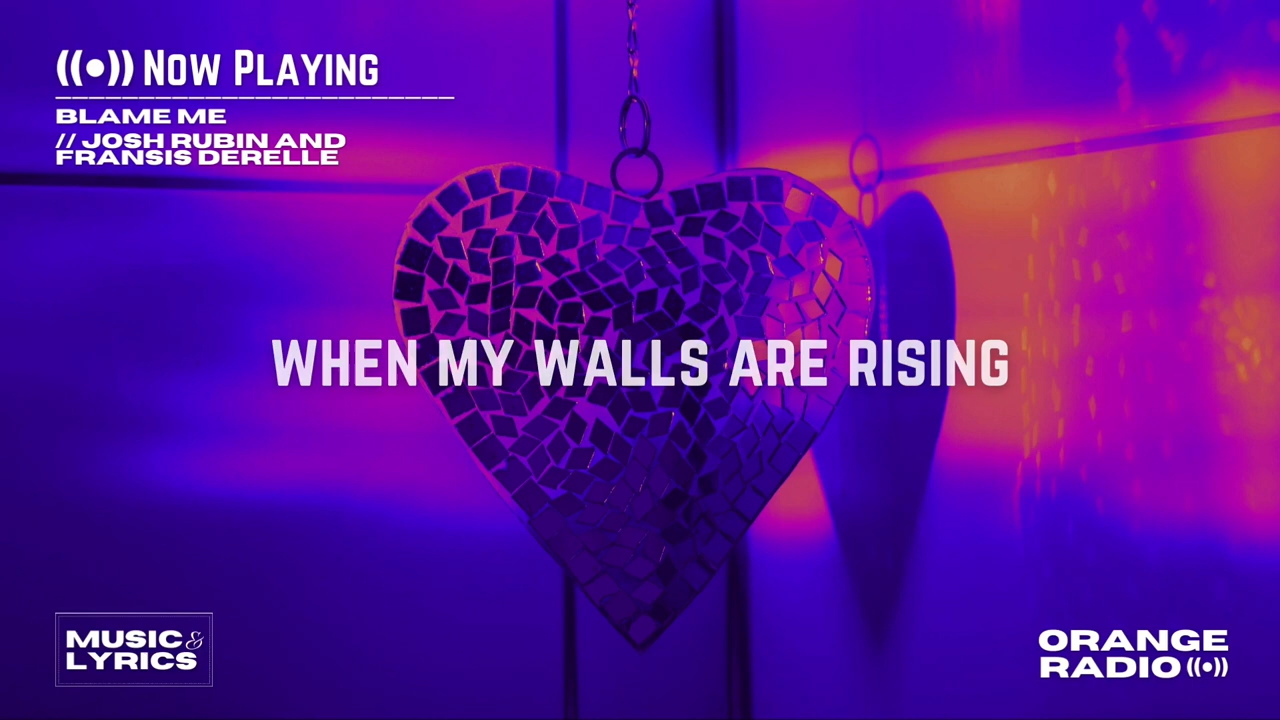 ((•)) NOW PLAYING
BLAME ME
// JOSH RUBIN AND
FRANSIS DERELLE
WHEN MY WALLS ARE RISING
MUSIC &
LYRICS
ORANGE
RADIO ((•))